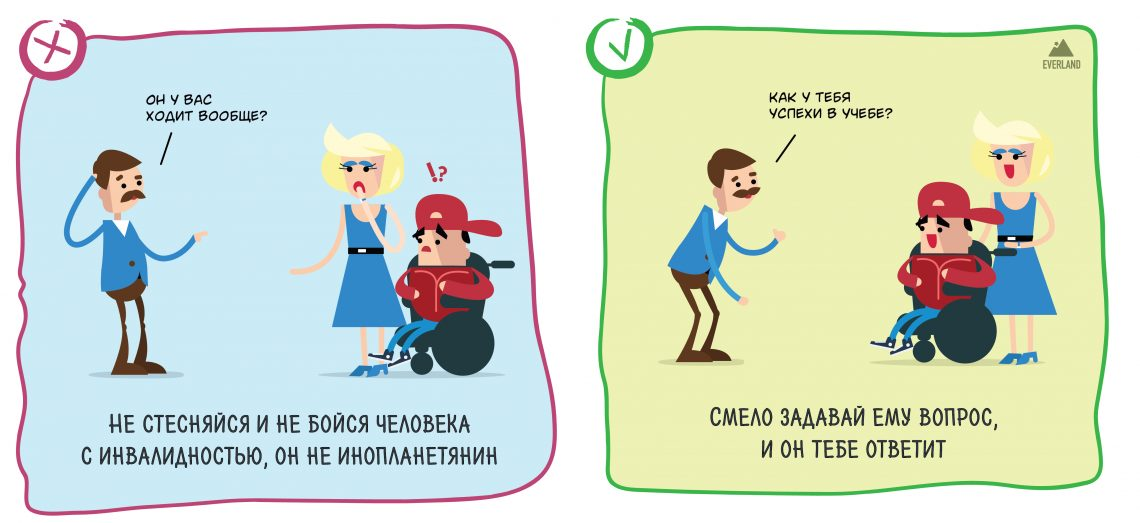 ОН У ВАС
ХОДИТ ВООБЩЕ?
!?
НЕ СТЕСНЯЙСЯ И НЕ БОЙСЯ ЧЕЛОВЕКА
С ИНВАЛИДНОСТЬЮ, ОН НЕ ИНОПЛАНЕТЯНИН
EVERLAND
КАК У ТЕБЯ
УСПЕХИ В УЧЕБЕ?
СМЕЛО ЗАДАВАЙ ЕМУ ВОПРОС,
И ОН ТЕБЕ ОТВЕТИТ